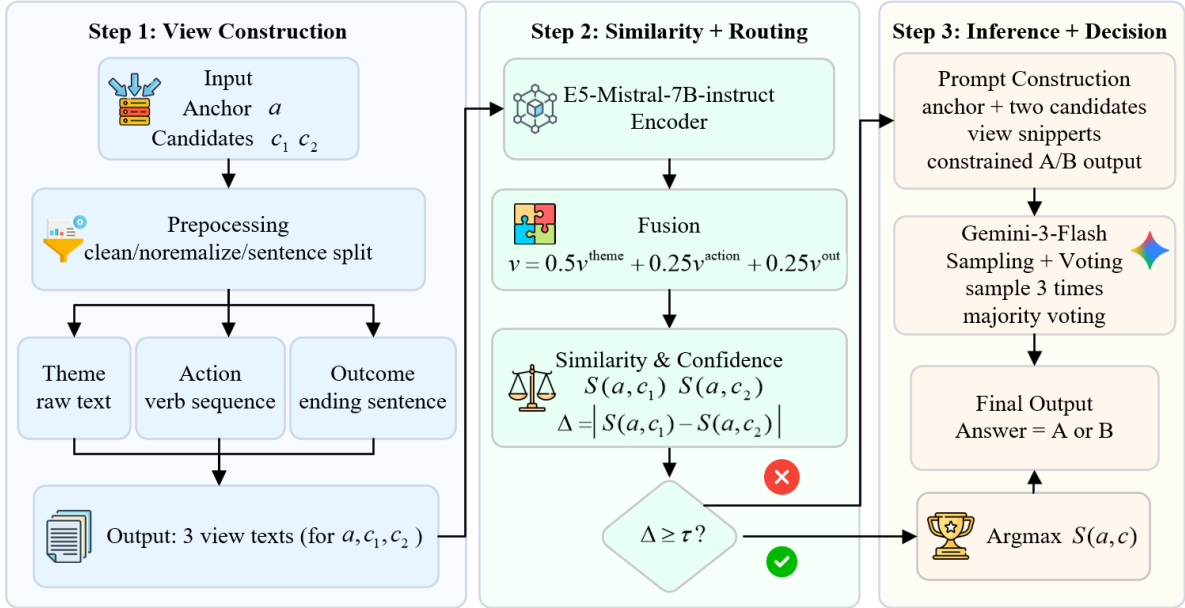 Step 1: View Construction
Input
Anchor a
Candidates c₁ c₂
Prepocessing
clean/noremalize/sentence split
Theme
raw text
Action
verb sequence
Outcome
ending sentence
Output: 3 view texts (for a,c₁,c₂ )
Step 2: Similarity + Routing
E5-Mistral-7B-instruct
Encoder
Fusion
v = 0.5v^theme + 0.25v^action + 0.25v^out
Similarity & Confidence
S(a,c₁) S(a,c₂)
Δ=|S(a,c₁)−S(a,c₂)|
Δ ≥ τ?
Step 3: Inference + Decision
Prompt Construction
anchor + two candidates
view snipperts
constrained A/B output
Gemini-3-Flash
Sampling + Voting
sample 3 times
majority voting
Final Output
Answer = A or B
Argmax S(a,c)